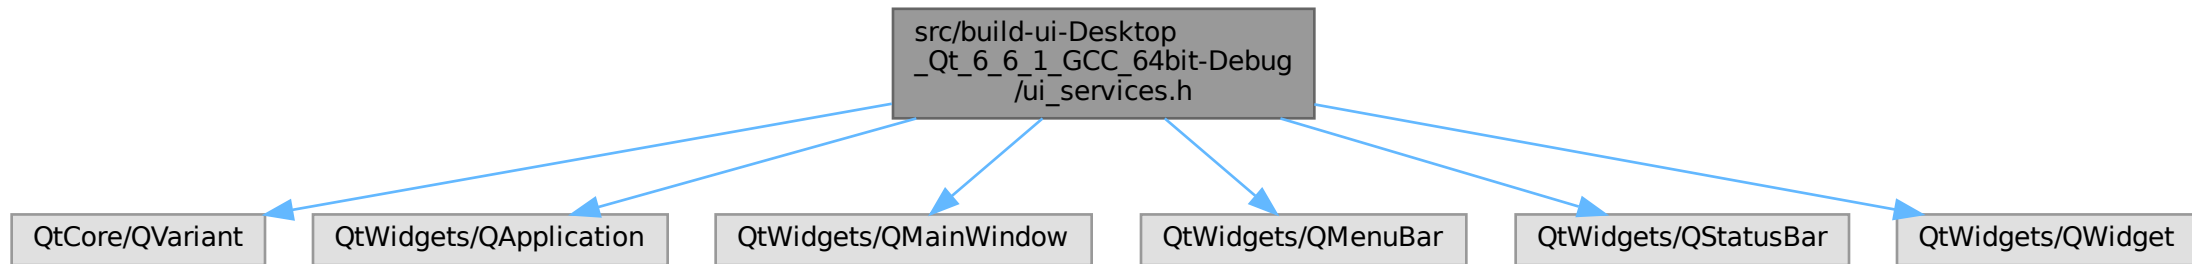 src/build-ui-Desktop
_Qt_6_6_1_GCC_64bit-Debug
/ui_services.h
QtCore/QVariant
QtWidgets/QApplication
QtWidgets/QMainWindow
QtWidgets/QMenuBar
QtWidgets/QStatusBar
QtWidgets/QWidget